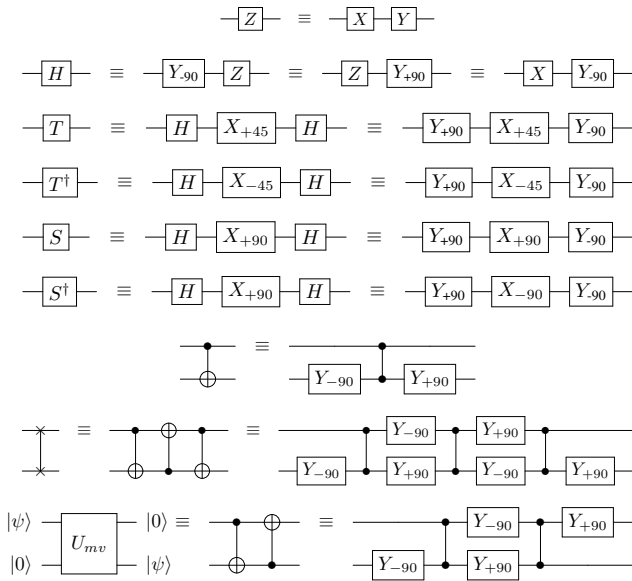 Z ≡ X Y
H ≡ Y-90 Z ≡ Z Y+90 ≡ X Y-90
T ≡ H X+45 H ≡ Y+90 X+45 Y-90
T† ≡ H X−45 H ≡ Y+90 X−45 Y-90
S ≡ H X+90 H ≡ Y+90 X+90 Y-90
S† ≡ H X+90 H ≡ Y+90 X−90 Y-90
≡
Y−90 Y+90
≡ ≡ Y−90 Y+90
Y−90 Y+90 Y−90 Y+90
|ψ⟩ Umv |0⟩ ≡ ≡ Y−90 Y+90
|0⟩ |ψ⟩ Y−90 Y+90